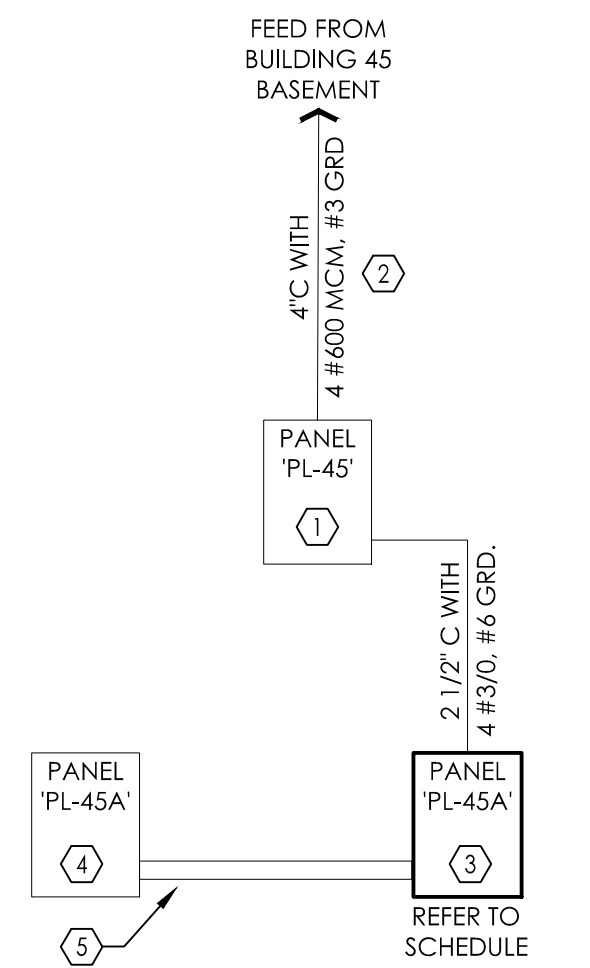 FEED FROM
BUILDING 45
BASEMENT
4"C WITH
4 #600 MCM, #3 GRD
2
PANEL
'PL-45'
1
2 1/2" C WITH
4 #3/0, #6 GRD.
PANEL
'PL-45A'
4
PANEL
'PL-45A'
3
5
REFER TO
SCHEDULE